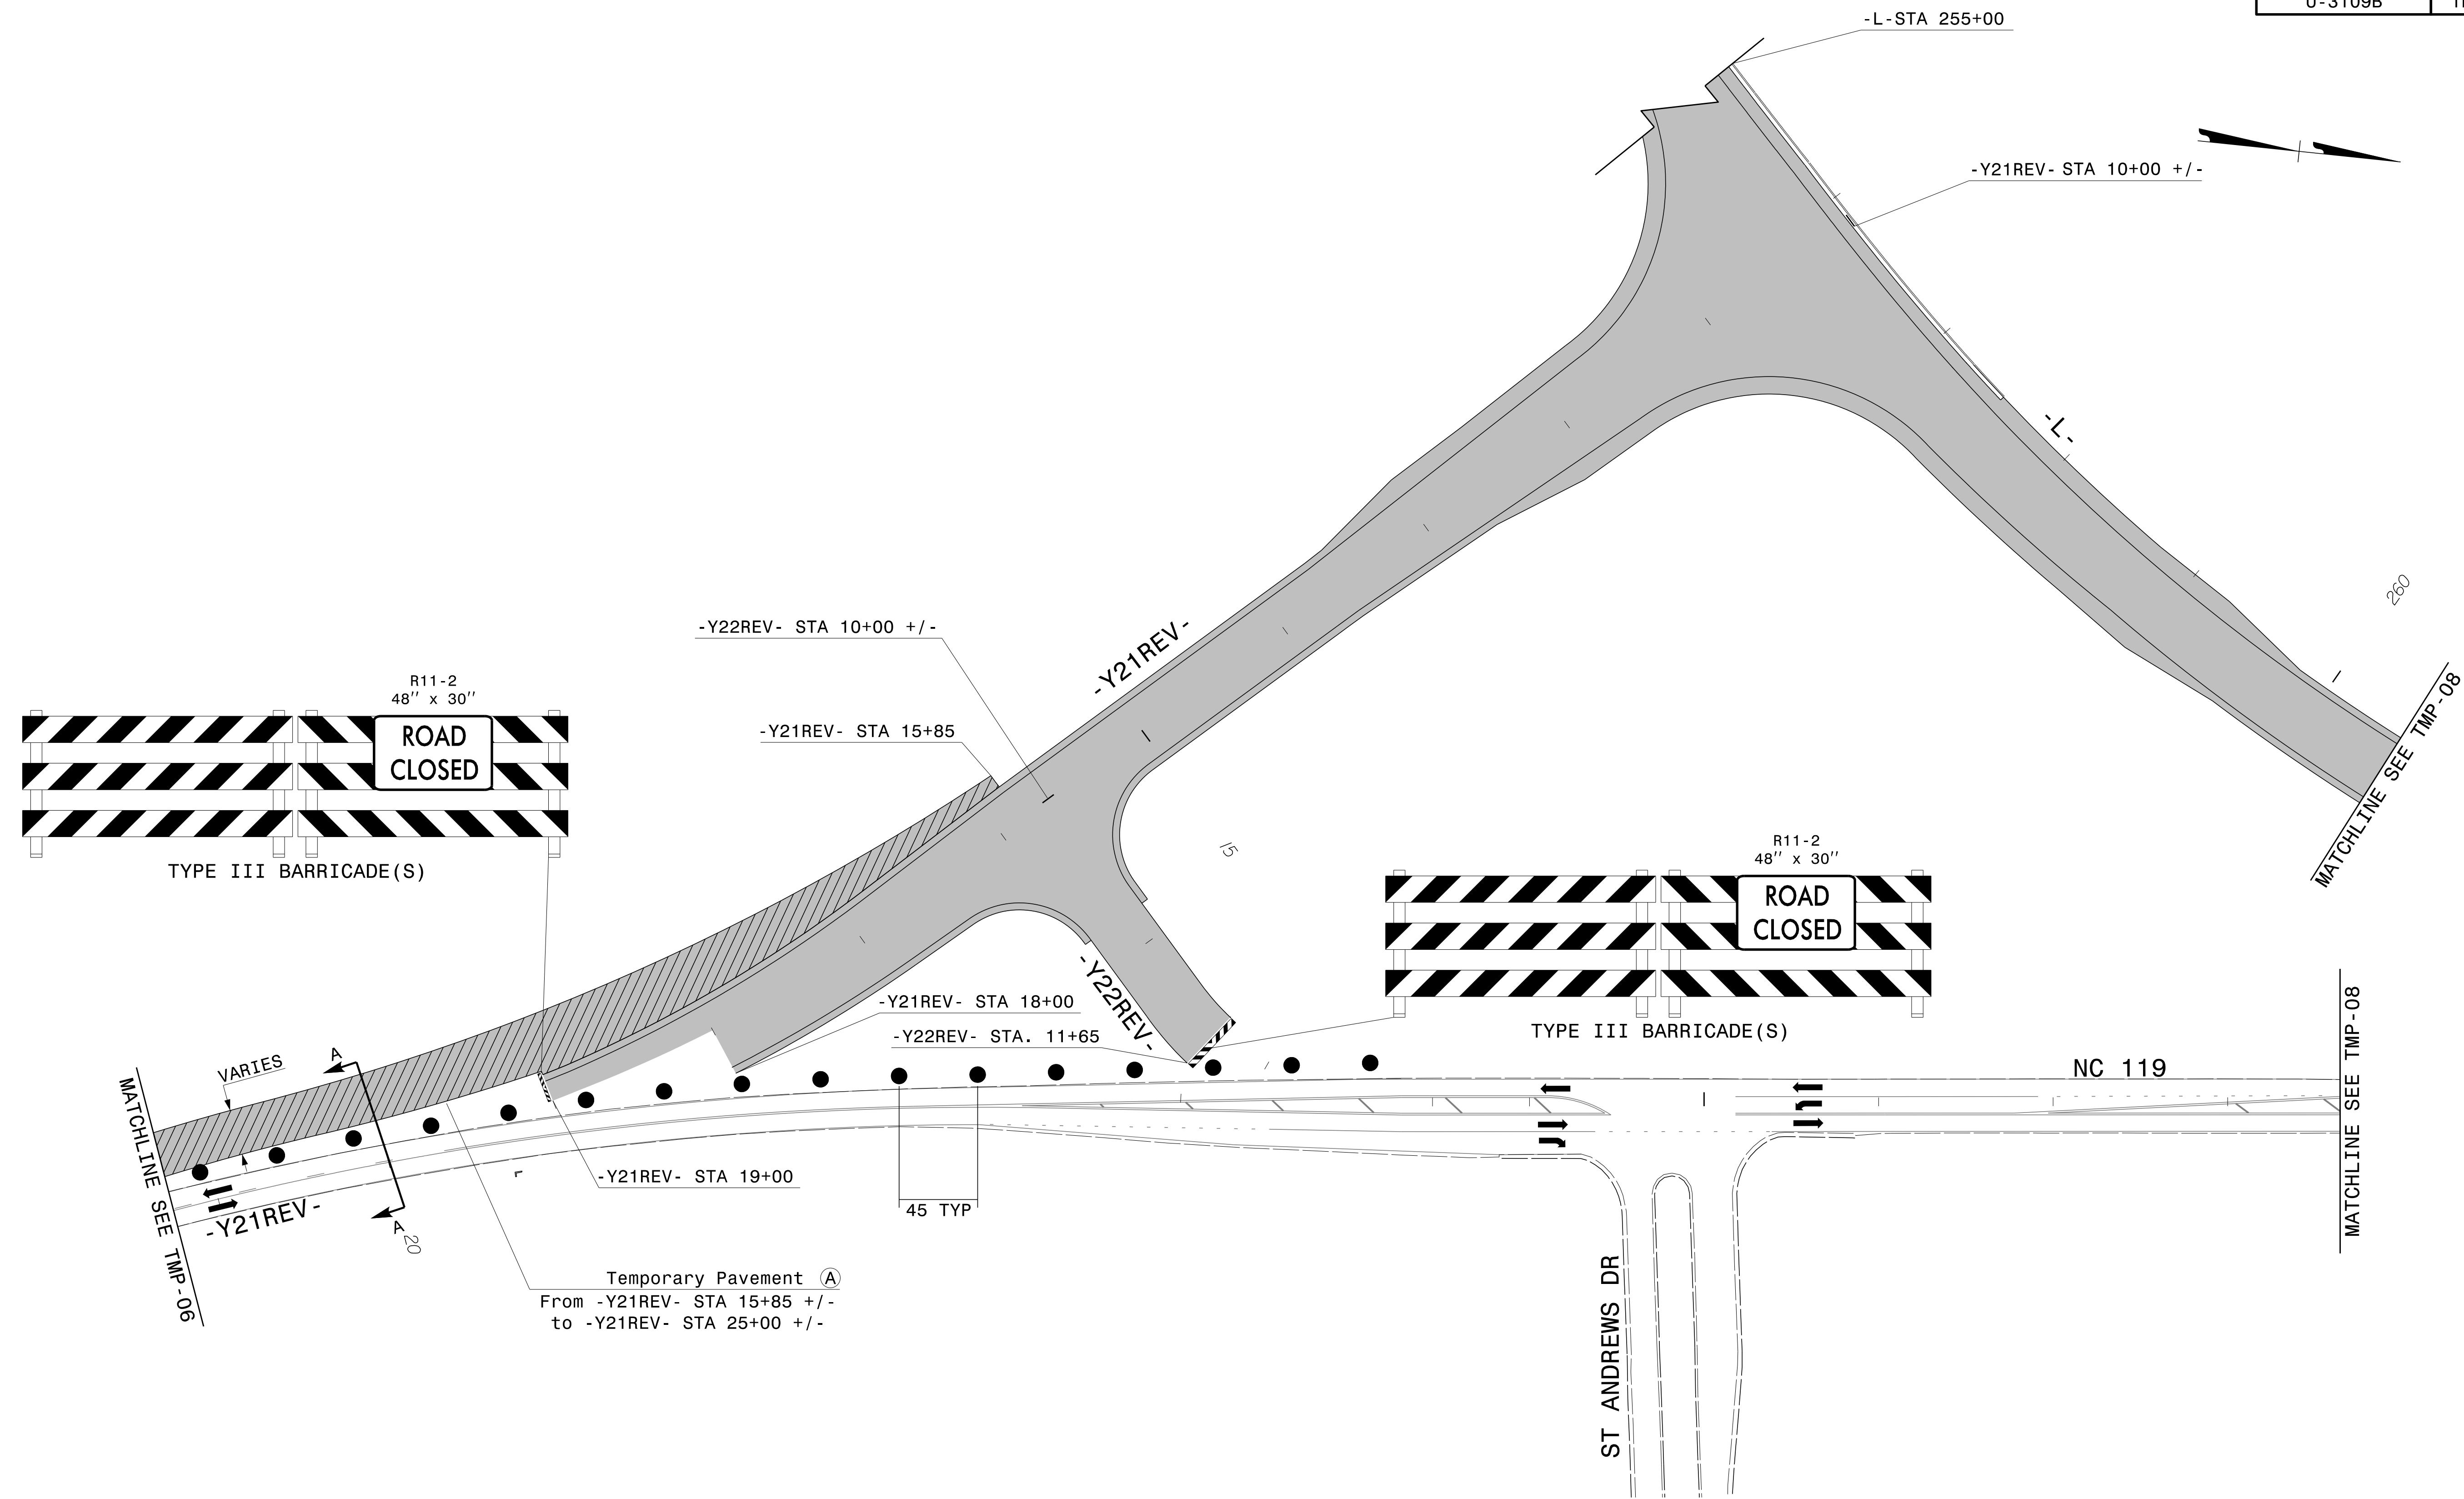 U-3109B
-L-STA 255+00
-Y21REV- STA 10+00 +/-
-L-
260
MATCHLINE SEE TMP-08
-Y22REV- STA 10+00 +/-
-Y21REV-
-Y21REV- STA 15+85
R11-2
48'' x 30''
ROAD
CLOSED
TYPE III BARRICADE(S)
15
R11-2
48'' x 30''
ROAD
CLOSED
TYPE III BARRICADE(S)
-Y22REV-
-Y21REV- STA 18+00
-Y22REV- STA. 11+65
NC 119
MATCHLINE SEE TMP-08
VARIES
A
A
20
MATCHLINE SEE TMP-06
-Y21REV-
-Y21REV- STA 19+00
45 TYP
Temporary Pavement A
From -Y21REV- STA 15+85 +/-
to -Y21REV- STA 25+00 +/-
ST ANDREWS DR